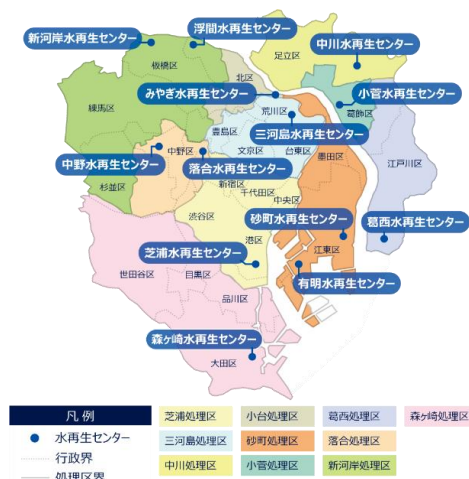 新河岸水再生センター
浮間水再生センター
中川水再生センター
足立区
板橋区
北区
みやぎ水再生センター
小菅水再生センター
練馬区
荒川区
葛飾区
三河島水再生センター
豊島区
文京区
台東区
墨田区
中野区
中野水再生センター
落合水再生センター
江戸川区
杉並区
新宿区
千代田区
中央区
渋谷区
砂町水再生センター
葛西水再生センター
港区
江東区
芝浦水再生センター
世田谷区
目黒区
有明水再生センター
品川区
森ヶ崎水再生センター
大田区
凡例
水再生センター
行政界
処理区界
芝浦処理区
小台処理区
葛西処理区
森ヶ崎処理区
三河島処理区
砂町処理区
落合処理区
中川処理区
小菅処理区
新河岸処理区